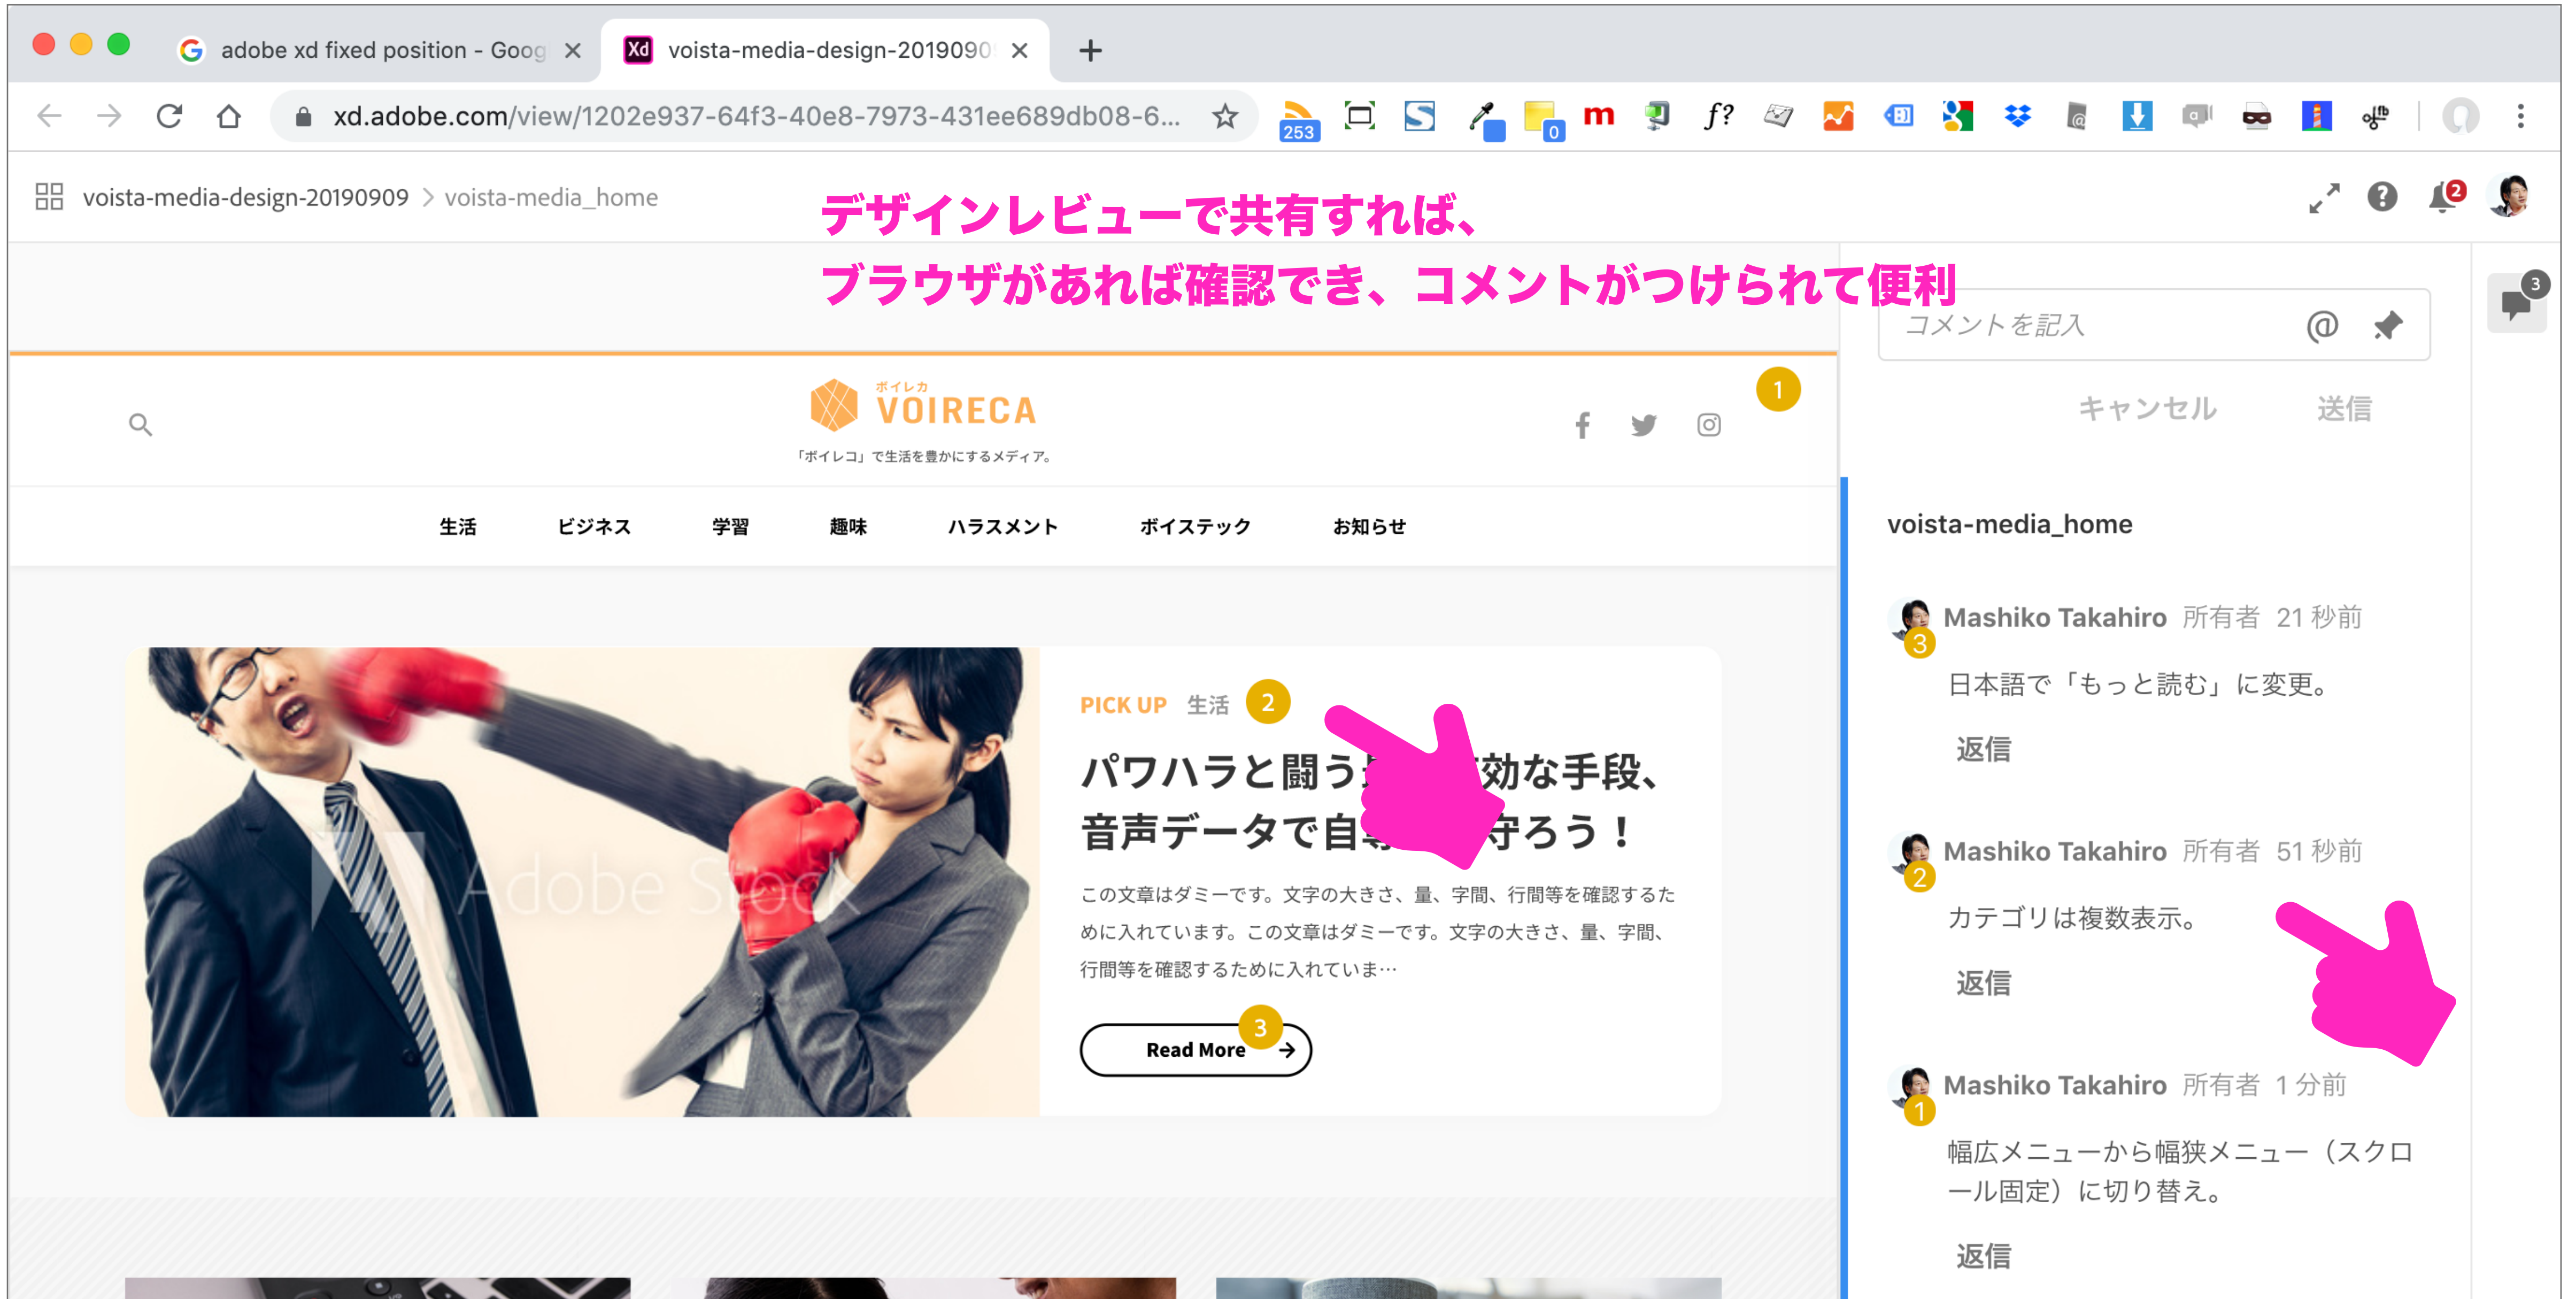 adobe xd fixed position - Goog
Xd
voista-media-design-2019090
xd.adobe.com/view/1202e937-64f3-40e8-7973-431ee689db08-6...
253
0
m
f?
voista-media-design-20190909 > voista-media_home
2
デザインレビューで共有すれば、
ブラウザがあれば確認でき、コメントがつけられて便利
3
コメントを記入
@
キャンセル
送信
ボイレカ
VOIRECA
「ボイレコ」で生活を豊かにするメディア。
1
生活
ビジネス
学習
趣味
ハラスメント
ボイステック
お知らせ
Adobe Stock
PICK UP 生活
2
パワハラと闘う
効な手段、
音声データで自
守ろう！
この文章はダミーです。文字の大きさ、量、字間、行間等を確認するた
めに入れています。この文章はダミーです。文字の大きさ、量、字間、
行間等を確認するために入れていま…
3
Read More
voista-media_home
Mashiko Takahiro 所有者 21 秒前
3
日本語で「もっと読む」に変更。
返信
Mashiko Takahiro 所有者 51 秒前
2
カテゴリは複数表示。
返信
Mashiko Takahiro 所有者 1 分前
1
幅広メニューから幅狭メニュー（スクロ
ール固定）に切り替え。
返信